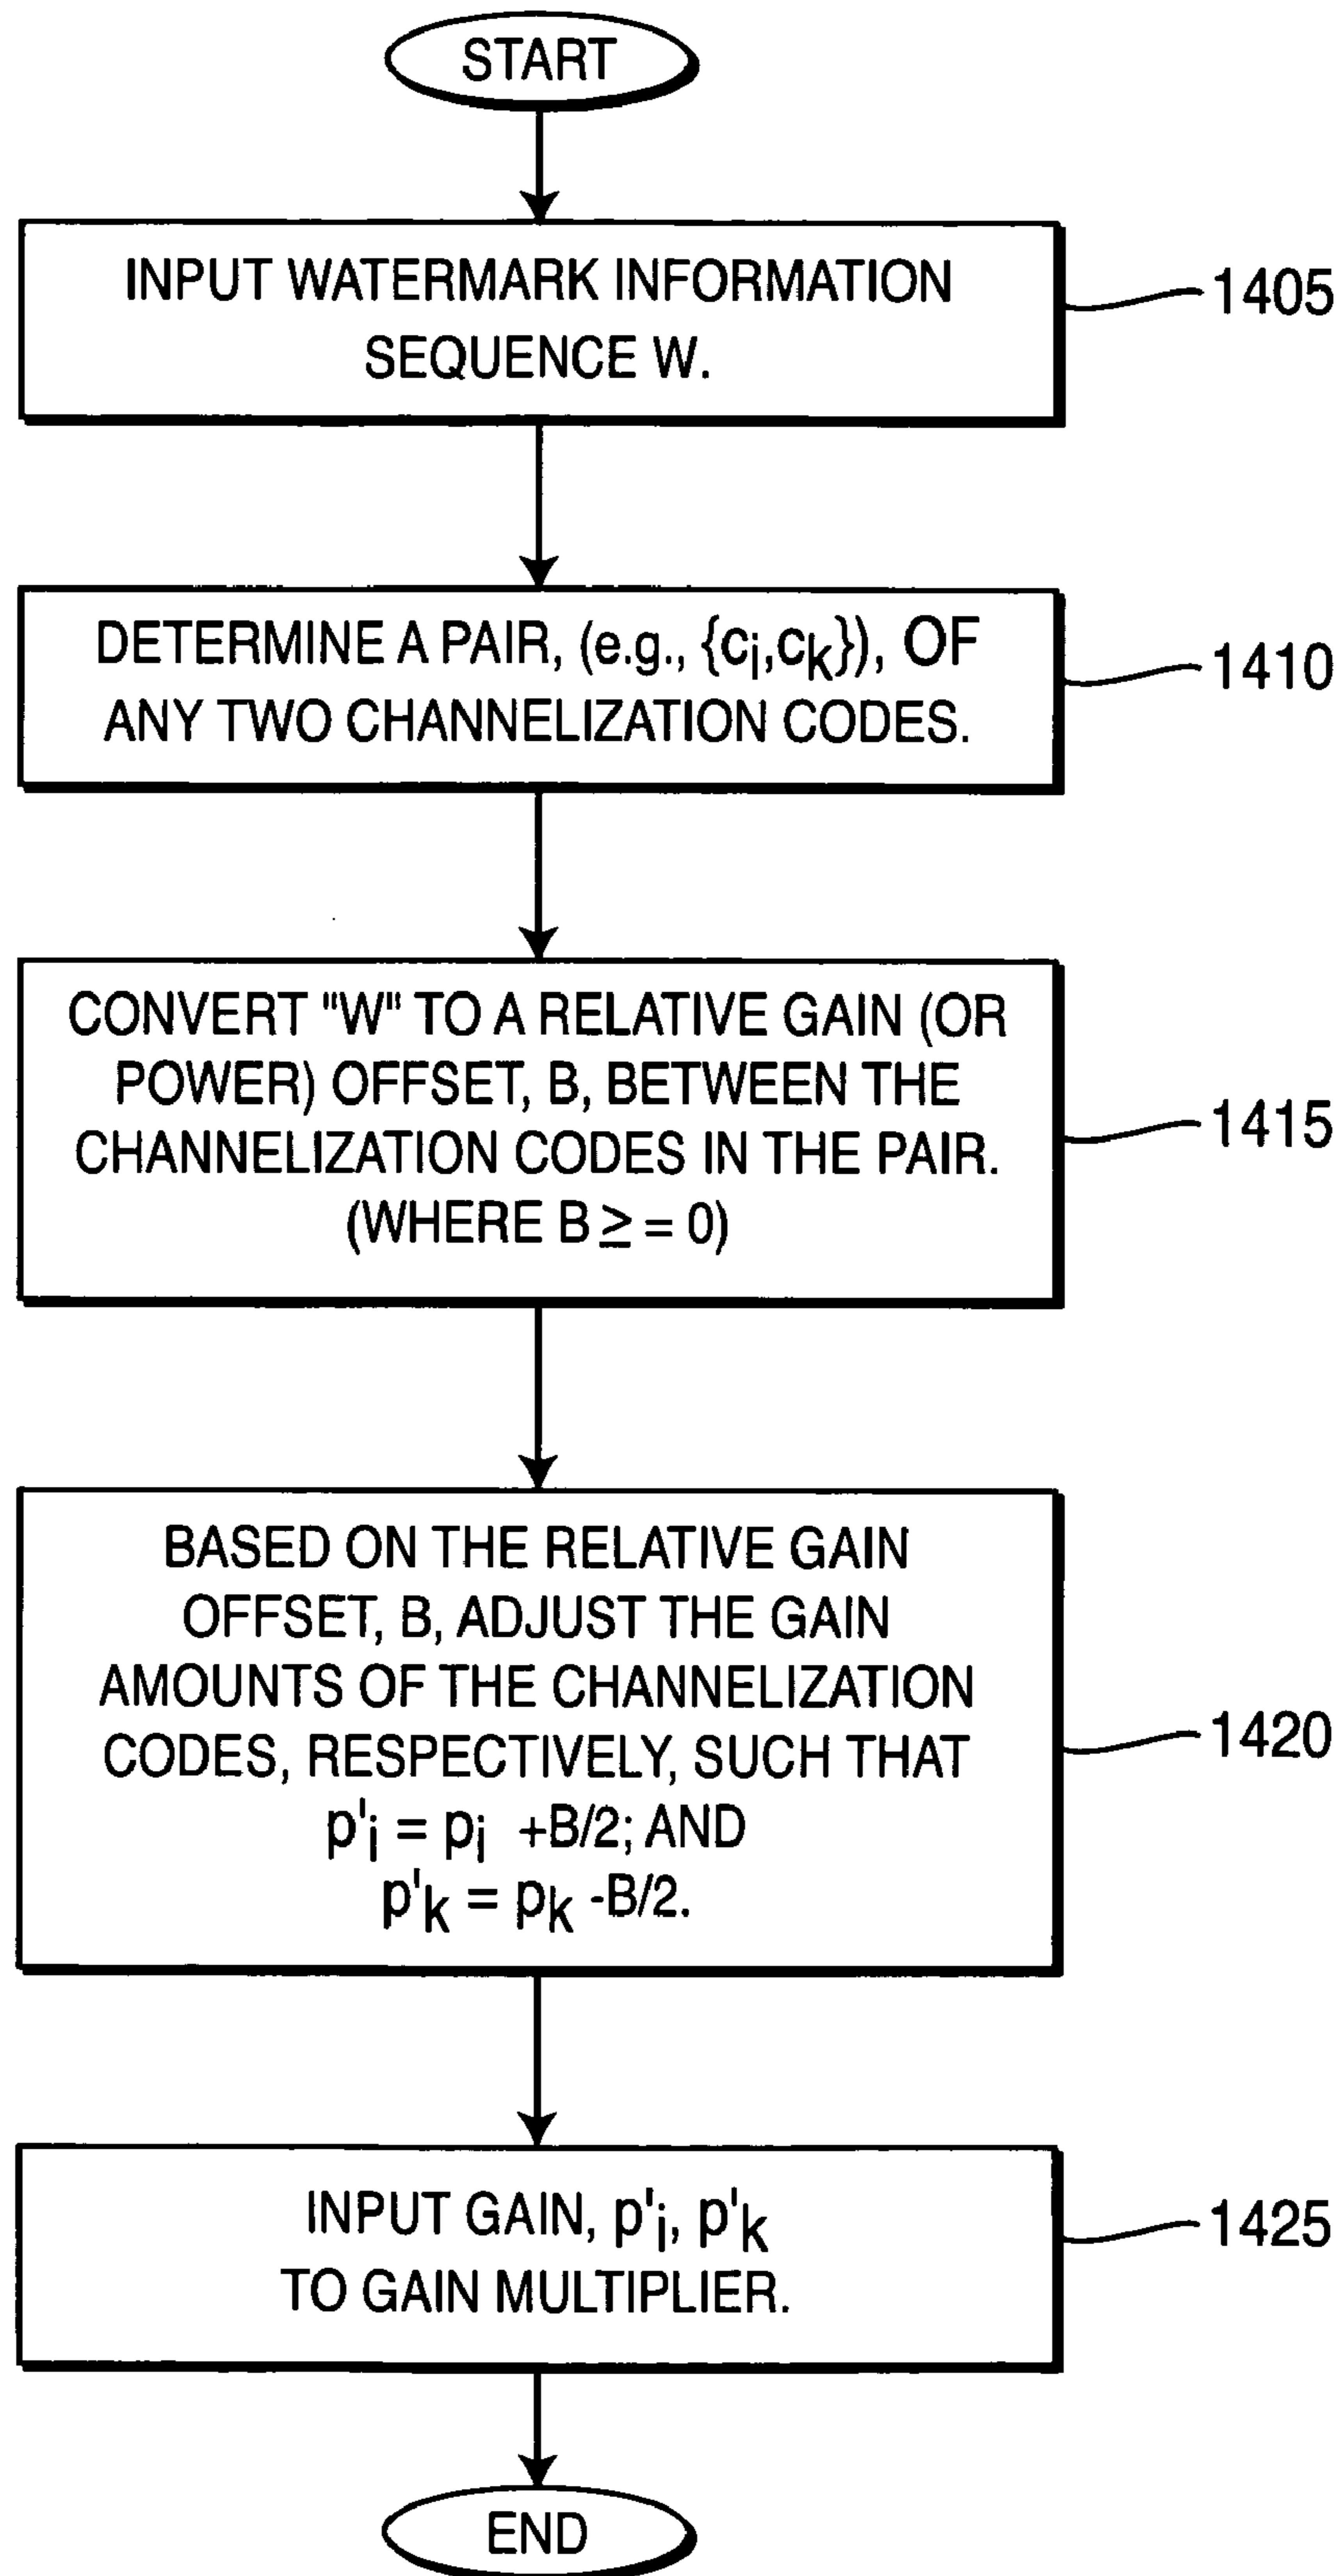 START
INPUT WATERMARK INFORMATION
SEQUENCE W.
1405
DETERMINE A PAIR, (e.g., {ci,ck}), OF
ANY TWO CHANNELIZATION CODES.
1410
CONVERT "W" TO A RELATIVE GAIN (OR
POWER) OFFSET, B, BETWEEN THE
CHANNELIZATION CODES IN THE PAIR.
(WHERE B ≥ = 0)
1415
BASED ON THE RELATIVE GAIN
OFFSET, B, ADJUST THE GAIN
AMOUNTS OF THE CHANNELIZATION
CODES, RESPECTIVELY, SUCH THAT
p'i = pi +B/2; AND
p'k = pk -B/2.
1420
INPUT GAIN, p'i, p'k
TO GAIN MULTIPLIER.
1425
END